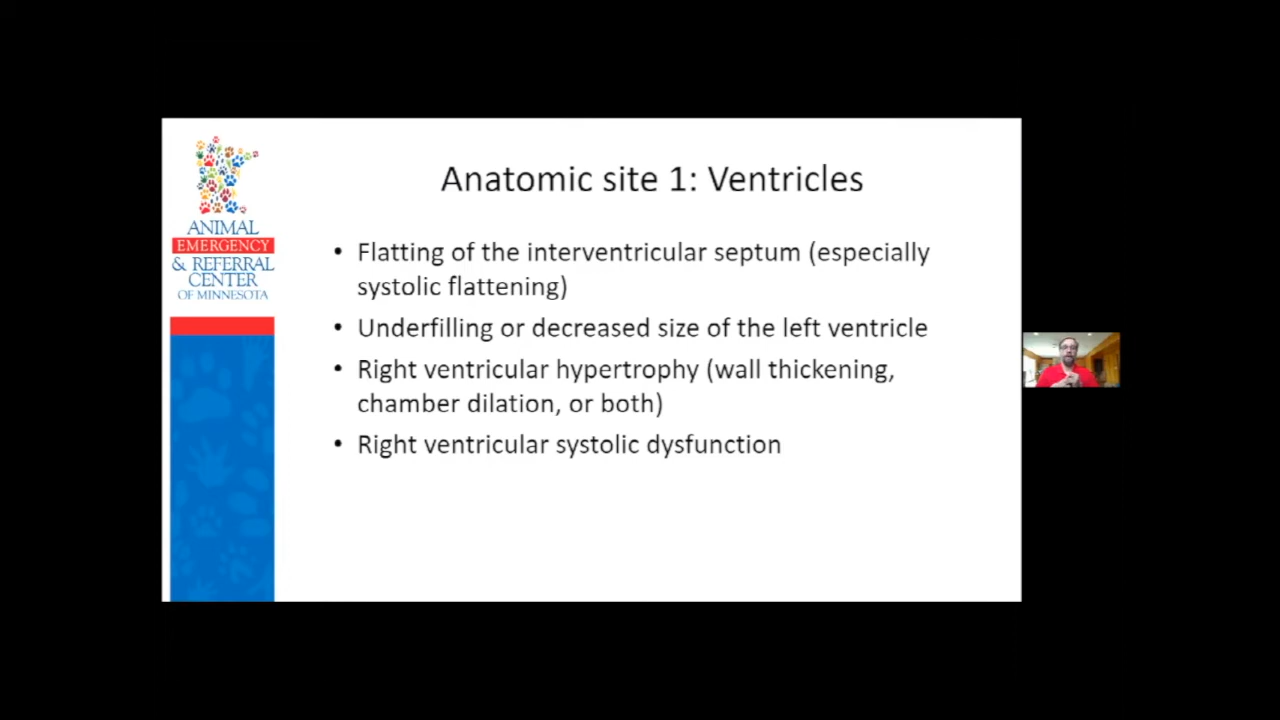 Anatomic site 1: Ventricles
ANIMAL
EMERGENCY
& REFERRAL
CENTER
OF MINNESOTA
• Flatting of the interventricular septum (especially
systolic flattening)
• Underfilling or decreased size of the left ventricle
• Right ventricular hypertrophy (wall thickening,
chamber dilation, or both)
• Right ventricular systolic dysfunction